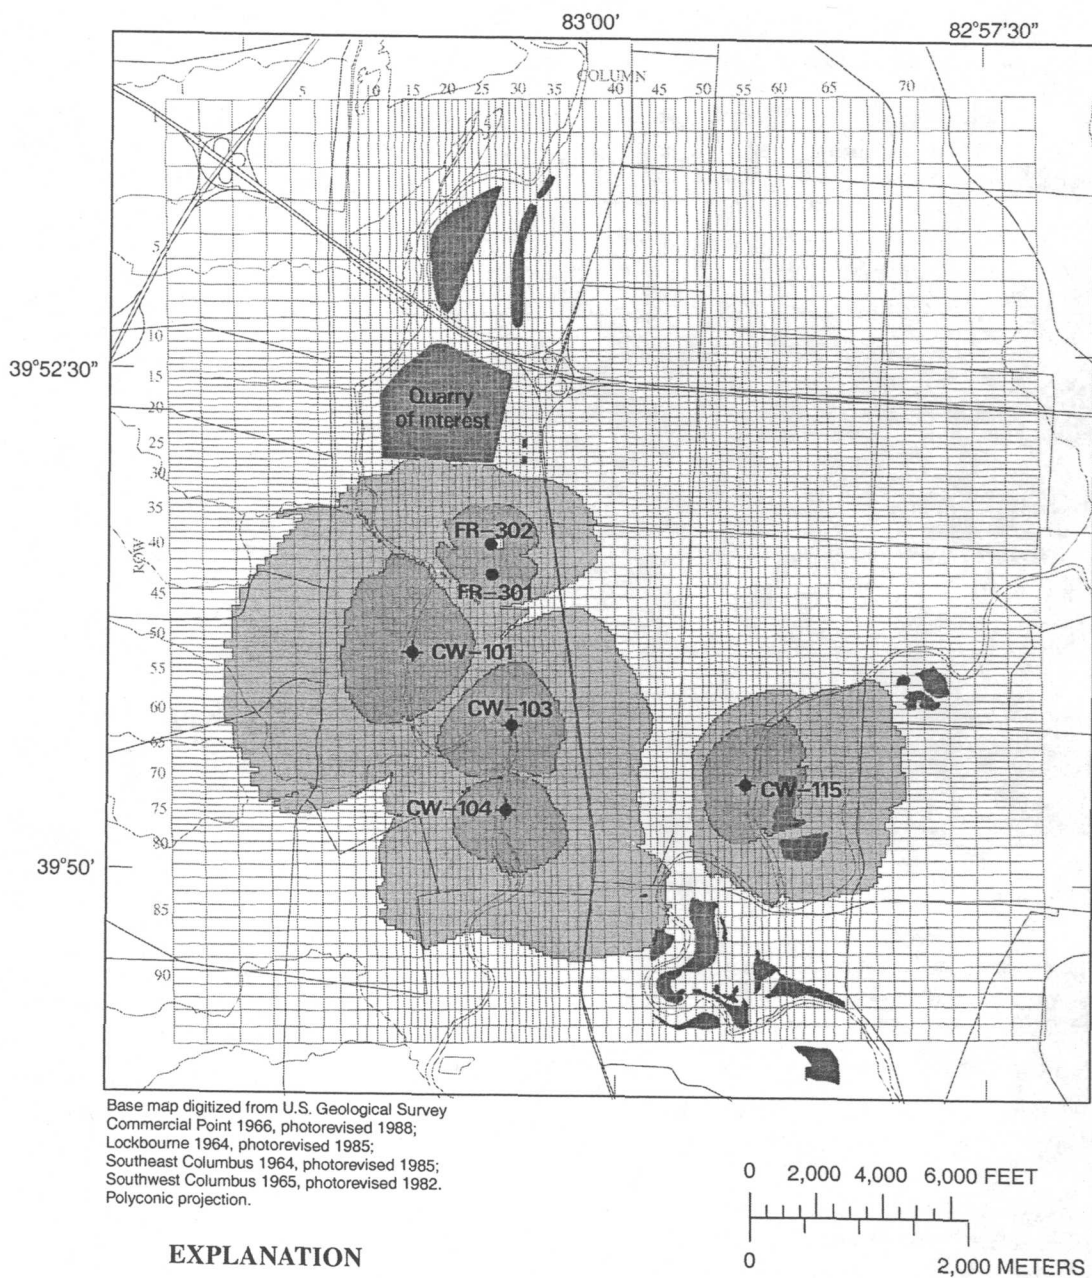 83°00'
82°57'30"
COLUMN
5 10 15 20 25 30 35 40 45 50 55 60 65 70
5
10
39°52'30"
15
Quarry
20
of interest
25
30
35
FR-302
40
ROW
FR-301
45
50
CW-101
55
60
CW-103
65
70
CW-115
75
CW-104
80
39°50'
85
90
Base map digitized from U.S. Geological Survey
Commercial Point 1966, photorevised 1988;
Lockbourne 1964, photorevised 1985;
Southeast Columbus 1964, photorevised 1985;
Southwest Columbus 1965, photorevised 1982.
Polyconic projection.
0 2,000 4,000 6,000 FEET
0 2,000 METERS
EXPLANATION